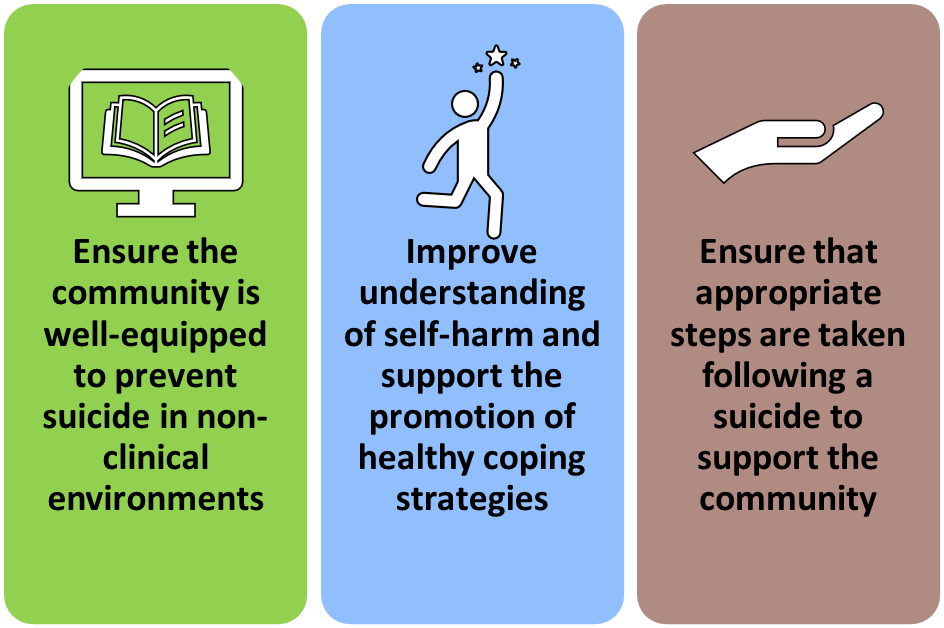 Ensure the
community is
well-equipped
to prevent
suicide in non-
clinical
environments
Improve
understanding
of self-harm and
support the
promotion of
healthy coping
strategies
Ensure that
appropriate
steps are taken
following a
suicide to
support the
community